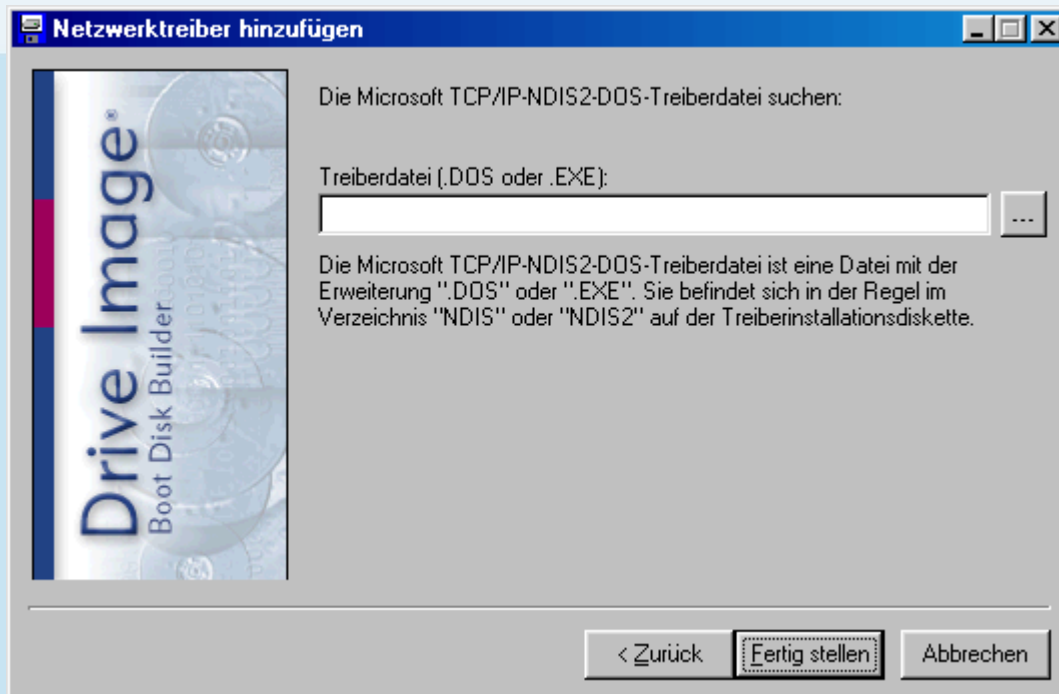 Netzwerktreiber hinzufügen
Drive Image®
Boot Disk Builder
Die Microsoft TCP/IP-NDIS2-DOS-Treiberdatei suchen:
Treiberdatei (.DOS oder .EXE):
...
Die Microsoft TCP/IP-NDIS2-DOS-Treiberdatei ist eine Datei mit der
Erweiterung ".DOS" oder ".EXE". Sie befindet sich in der Regel im
Verzeichnis "NDIS" oder "NDIS2" auf der Treiberinstallationsdiskette.
< Zurück
Fertig stellen
Abbrechen